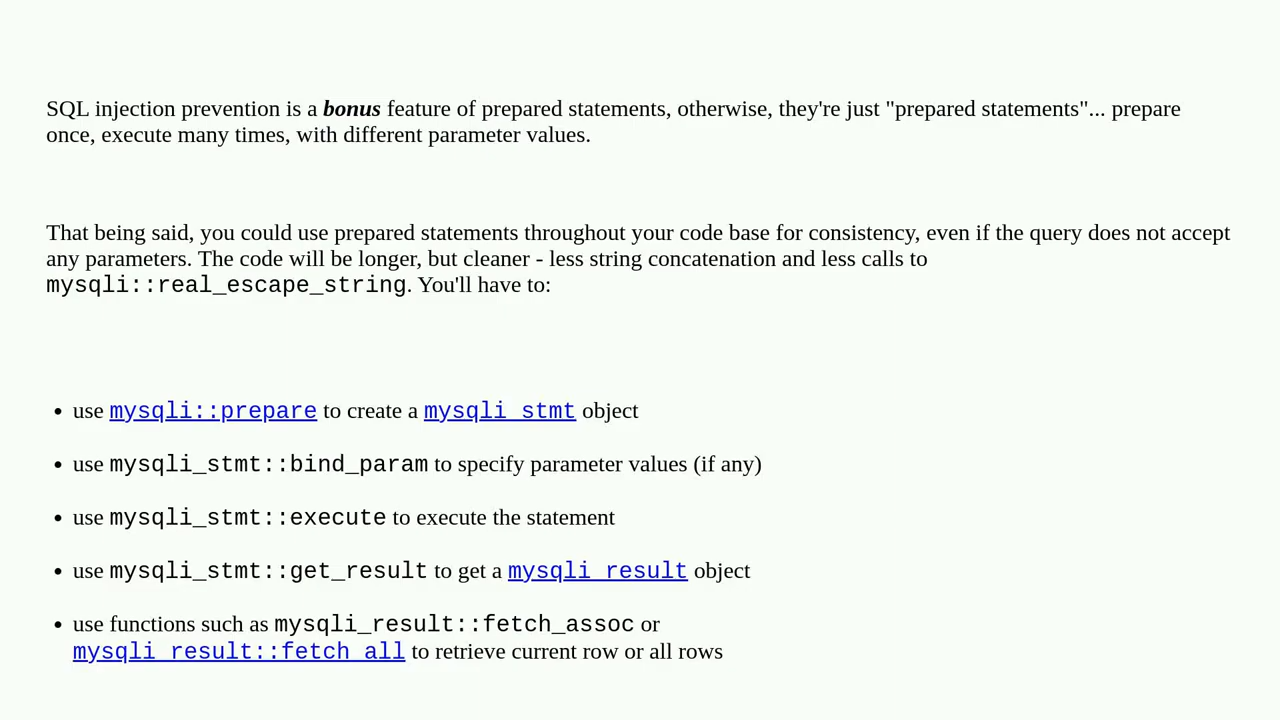 SQL injection prevention is a bonus feature of prepared statements, otherwise, they're just "prepared statements"... prepare
once, execute many times, with different parameter values.
That being said, you could use prepared statements throughout your code base for consistency, even if the query does not accept
any parameters. The code will be longer, but cleaner - less string concatenation and less calls to
mysqli::real_escape_string. You'll have to:
• use mysqli::prepare to create a mysqli_stmt object
• use mysqli_stmt::bind_param to specify parameter values (if any)
• use mysqli_stmt::execute to execute the statement
• use mysqli_stmt::get_result to get a mysqli_result object
• use functions such as mysqli_result::fetch_assoc or
mysqli_result::fetch_all to retrieve current row or all rows